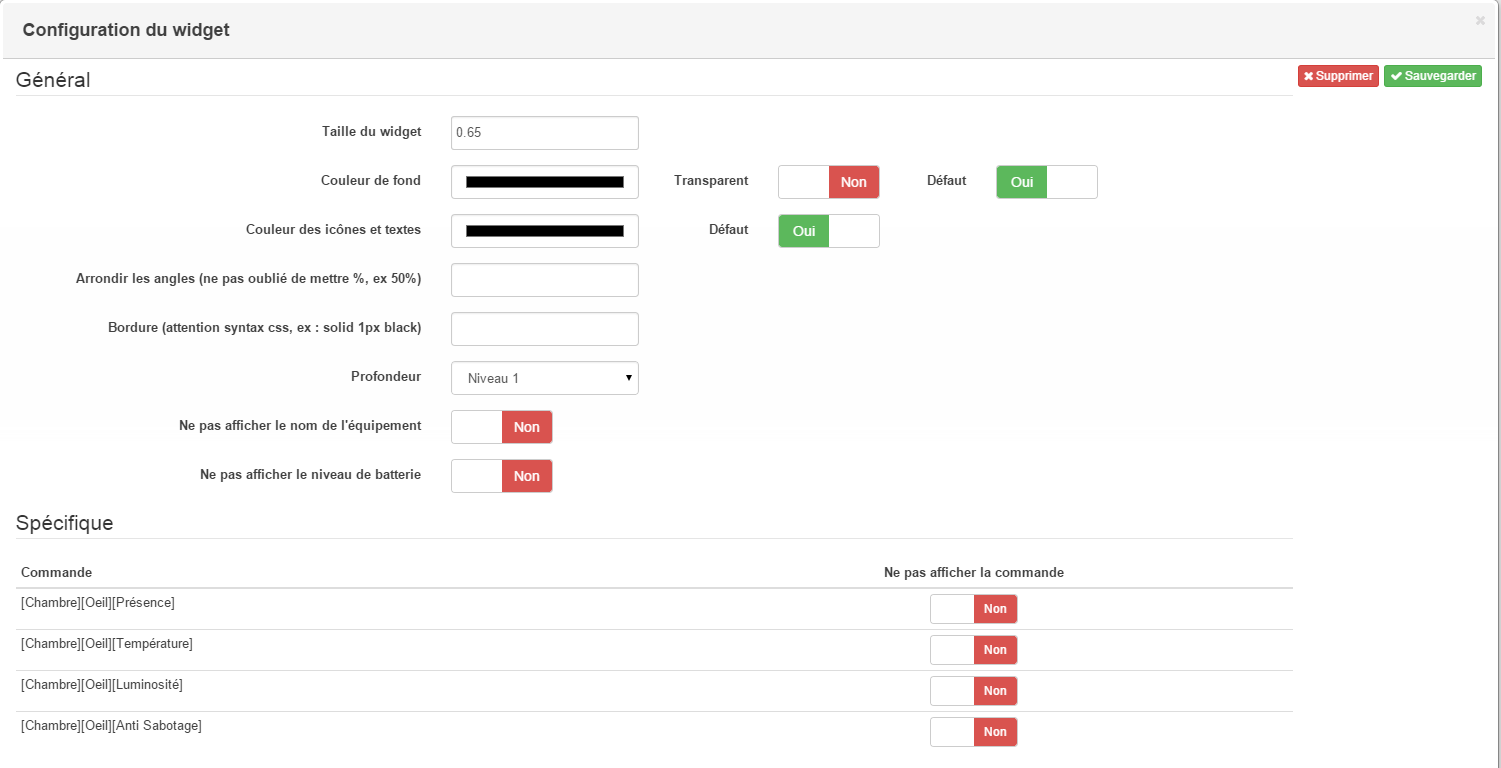 Configuration du widget
Général
Supprimer Sauvegarder
Taille du widget 0.65
Couleur de fond Transparent Non Défaut Oui
Couleur des icônes et textes Défaut Oui
Arrondir les angles (ne pas oublié de mettre %, ex 50%)
Bordure (attention syntax css, ex : solid 1px black)
Profondeur Niveau 1
Ne pas afficher le nom de l'équipement Non
Ne pas afficher le niveau de batterie Non
Spécifique
Commande Ne pas afficher la commande
[Chambre][Oeil][Présence] Non
[Chambre][Oeil][Température] Non
[Chambre][Oeil][Luminosité] Non
[Chambre][Oeil][Anti Sabotage] Non